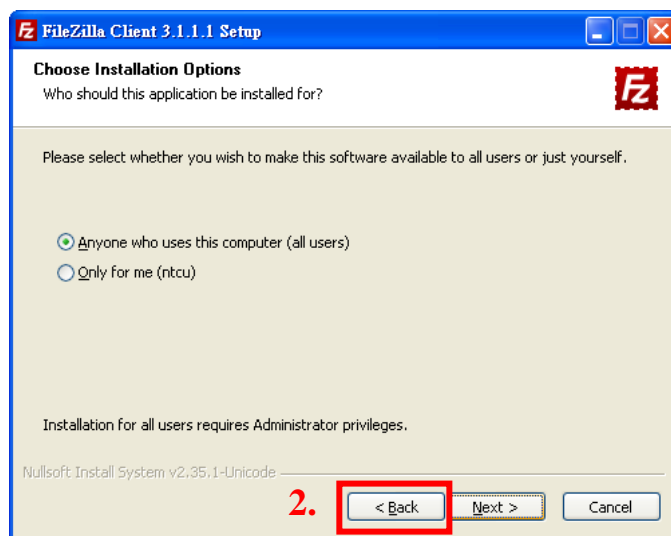 FileZilla Client 3.1.1.1 Setup
Choose Installation Options
Who should this application be installed for?
Please select whether you wish to make this software available to all users or just yourself.
Anyone who uses this computer (all users)
Only for me (ntcu)
Installation for all users requires Administrator privileges.
Nullsoft Install System v2.35.1-Unicode
2. < Back Next > Cancel